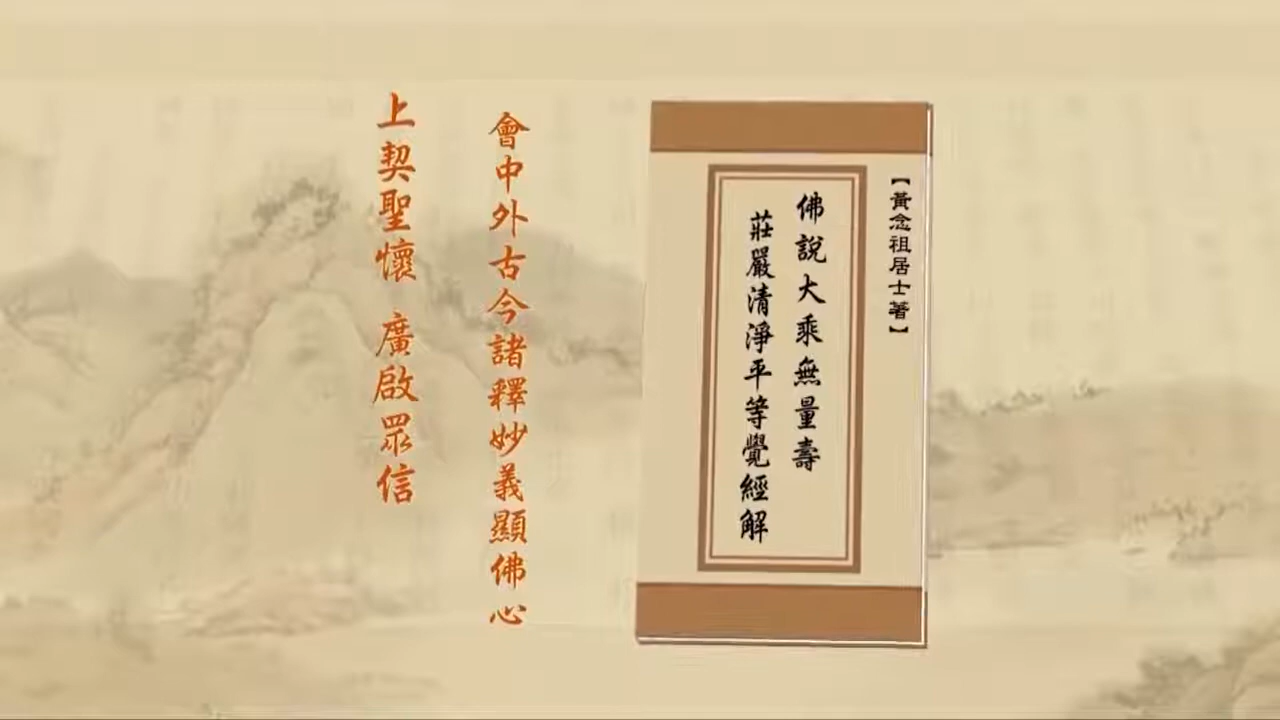 【黃念祖居士著】
佛說大乘無量壽
莊嚴清淨平等覺經解
會中外古今諸釋妙義顯佛心
上契聖懷 廣啟眾信